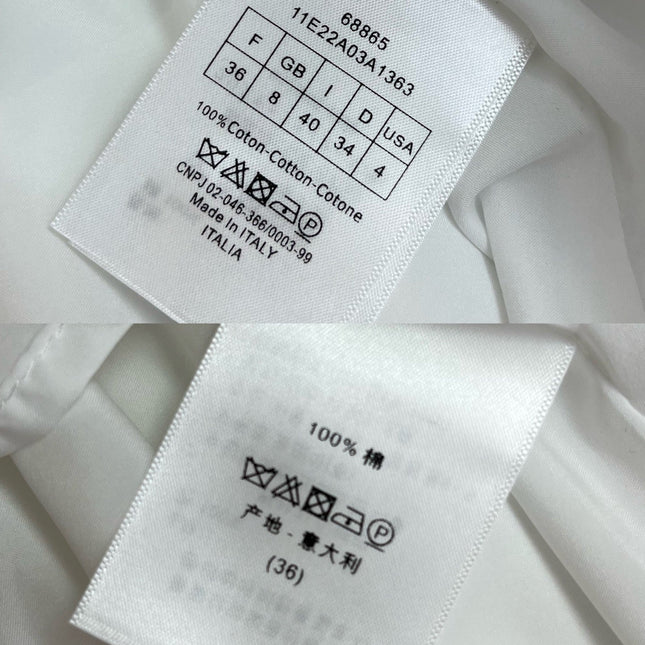 68865
11E22A03A1363
F GB I D USA
36 8 40 34 4
100% Coton-Cotton-Cotone
CNPJ 02-046-366/0003-99
Made In ITALY
ITALIA
100% 棉
产地 - 意大利
(36)